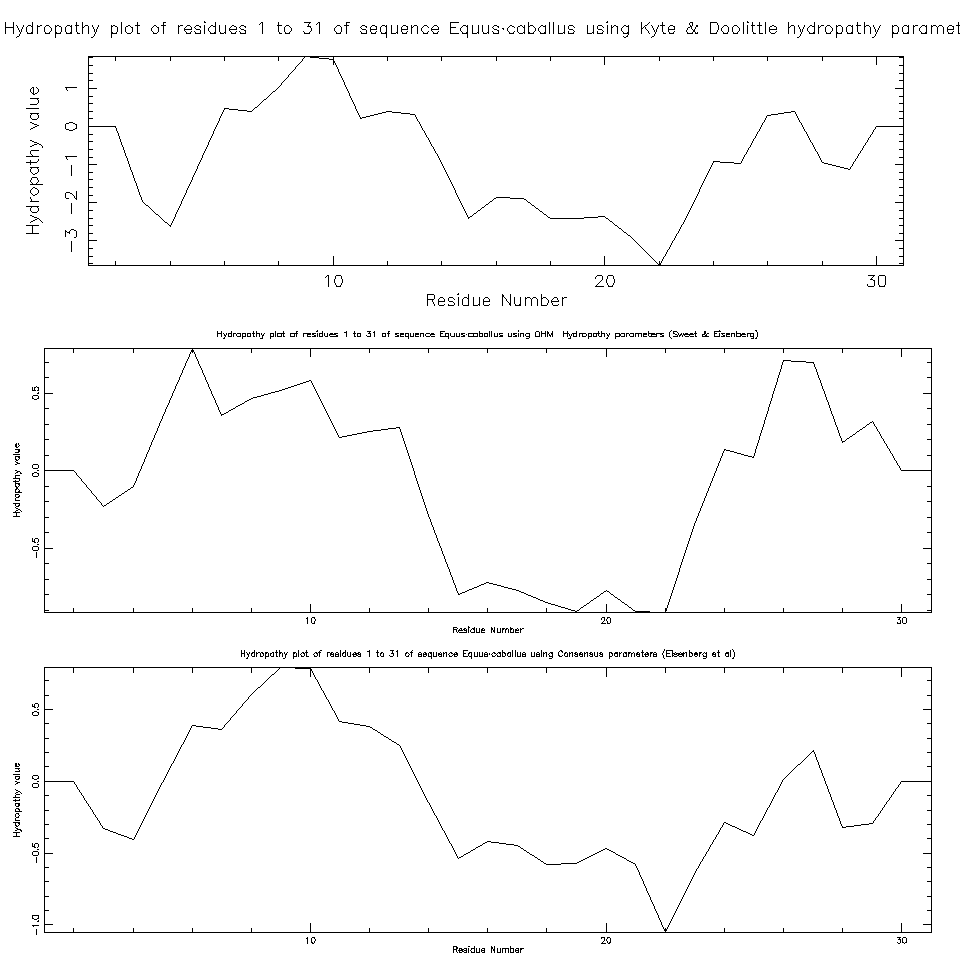 Hydropathy plot of residues 1 to 31 of sequence Equus·caballus using Kyte & Doolittle hydropathy paramet
Hydropathy value
1
0
-1
-2
-3
10
20
30
Residue Number
Hydropathy plot of residues 1 to 31 of sequence Equus·caballus using OHM Hydropathy parameters (Sweet & Eisenberg)
Hydropathy value
0.5
0.0
-0.5
10
20
30
Residue Number
Hydropathy plot of residues 1 to 31 of sequence Equus·caballus using Consensus parameters (Eisenberg et al)
Hydropathy value
0.5
0.0
-0.5
-1.0
10
20
30
Residue Number